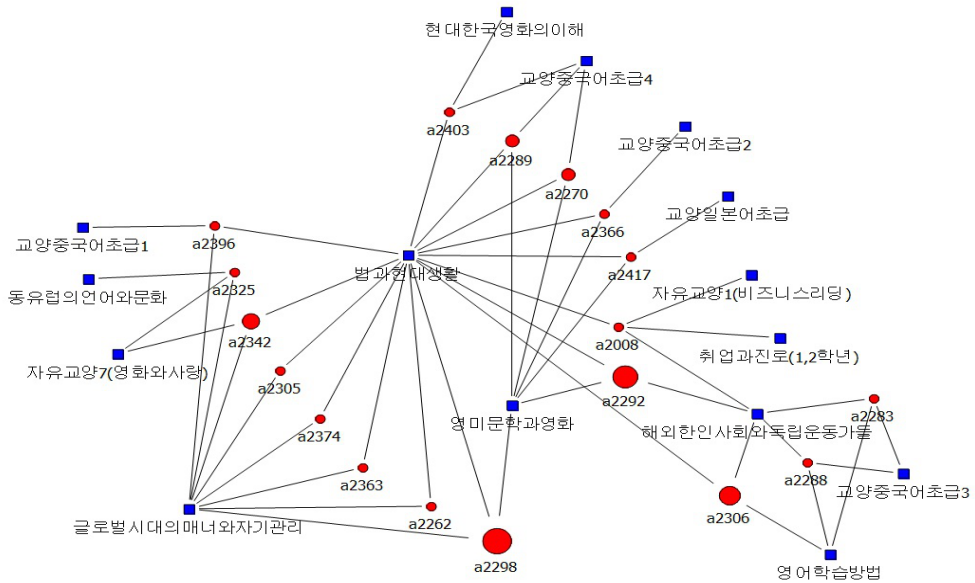 현대한국영화의이해
교양중국어초급4
a2403
교양중국어초급2
a2289
a2270
교양일본어초급
a2366
교양중국어초급1
a2396
a2417
법과현대생활
동유럽의언어와문화
a2325
자유교양1(비즈니스리딩)
a2342
a2008
취업과진로(1,2학년)
자유교양7(영화와사랑)
a2305
a2292
a2283
영미문학과영화
해외한인사회와독립운동가들
a2374
a2288
a2363
교양중국어초급3
a2262
a2306
글로벌시대의매너와자기관리
a2298
영어학습방법